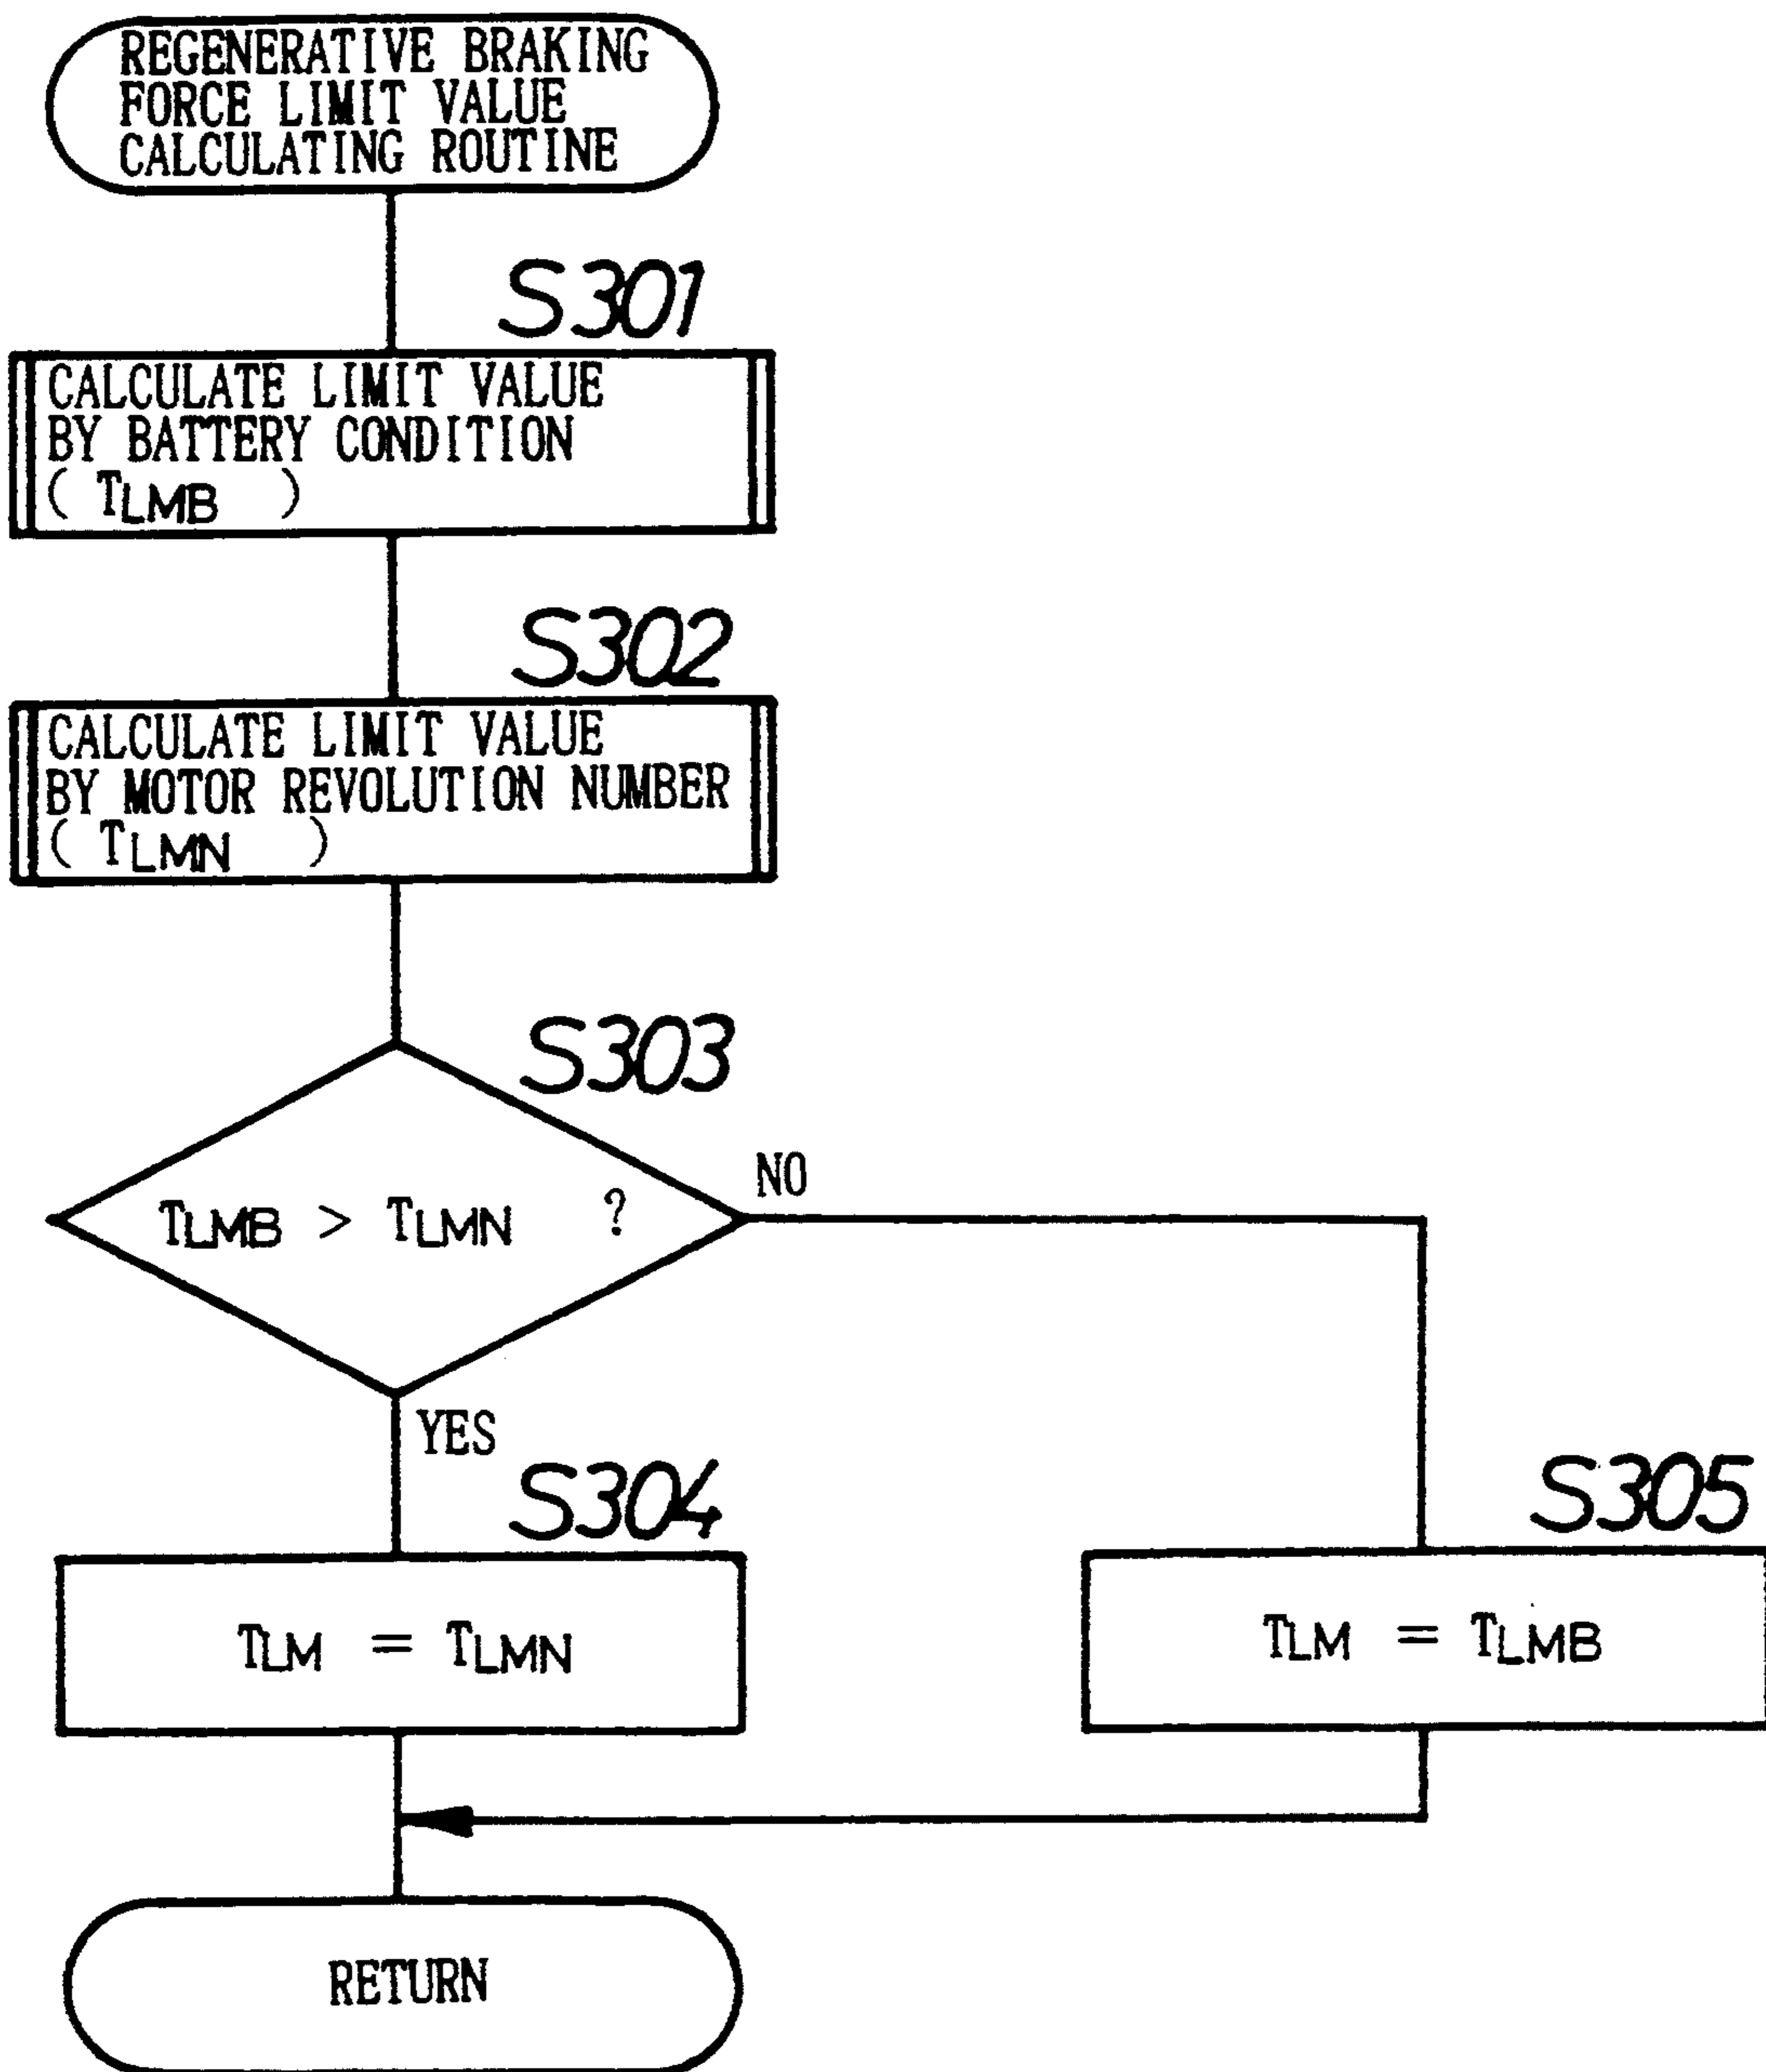 REGENERATIVE BRAKING
FORCE LIMIT VALUE
CALCULATING ROUTINE
S301
CALCULATE LIMIT VALUE
BY BATTERY CONDITION
( TLMB )
S302
CALCULATE LIMIT VALUE
BY MOTOR REVOLUTION NUMBER
( TLMN )
S303
TLMB > TLMN ?
NO
YES
S304
TLM = TLMN
S305
TLM = TLMB
RETURN